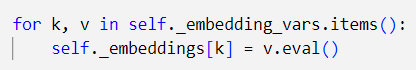 for k, v in self._embedding_vars.items():
    self._embeddings[k] = v.eval()